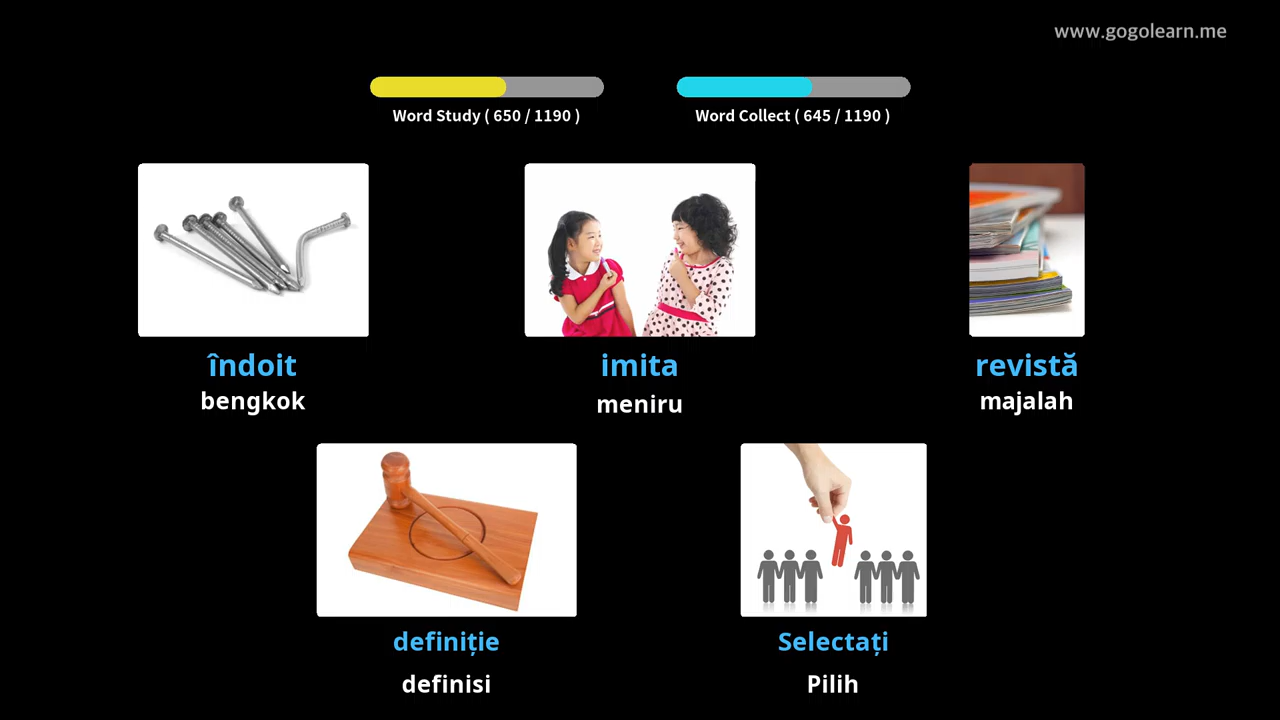 www.gogolearn.me
Word Study ( 650 / 1190 )
Word Collect ( 645 / 1190 )
îndoit
bengkok
imita
meniru
revistă
majalah
definiție
definisi
Selectați
Pilih